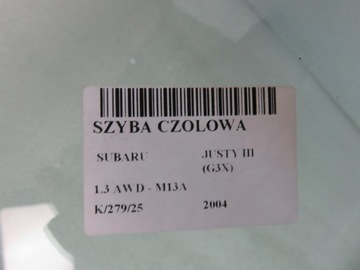 SZYBA CZOLOWA
SUBARU JUSTY III
(G3X)
1.3 AWD - M13A
K/279/25 2004